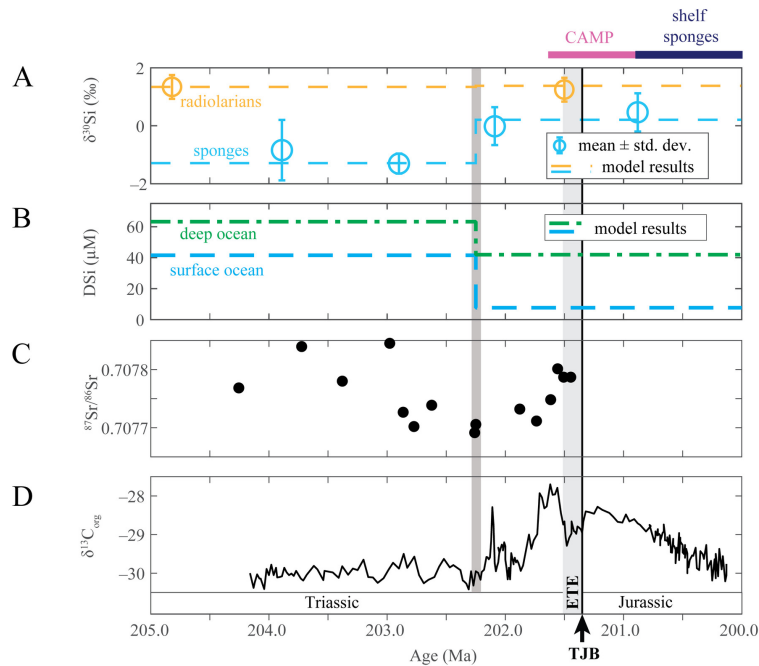 shelf
CAMP sponges
A
2
0
−2
δ³⁰Si (‰)
radiolarians
sponges
mean ± std. dev.
model results
B
60
40
20
0
DSi (µM)
deep ocean
surface ocean
model results
C
0.70778
0.7077
⁸⁷Sr/⁸⁶Sr
D
−28
−29
−30
δ¹³C_org
ETE
Triassic
Jurassic
205.0 204.0 203.0 202.0 201.0 200.0
Age (Ma)
TJB